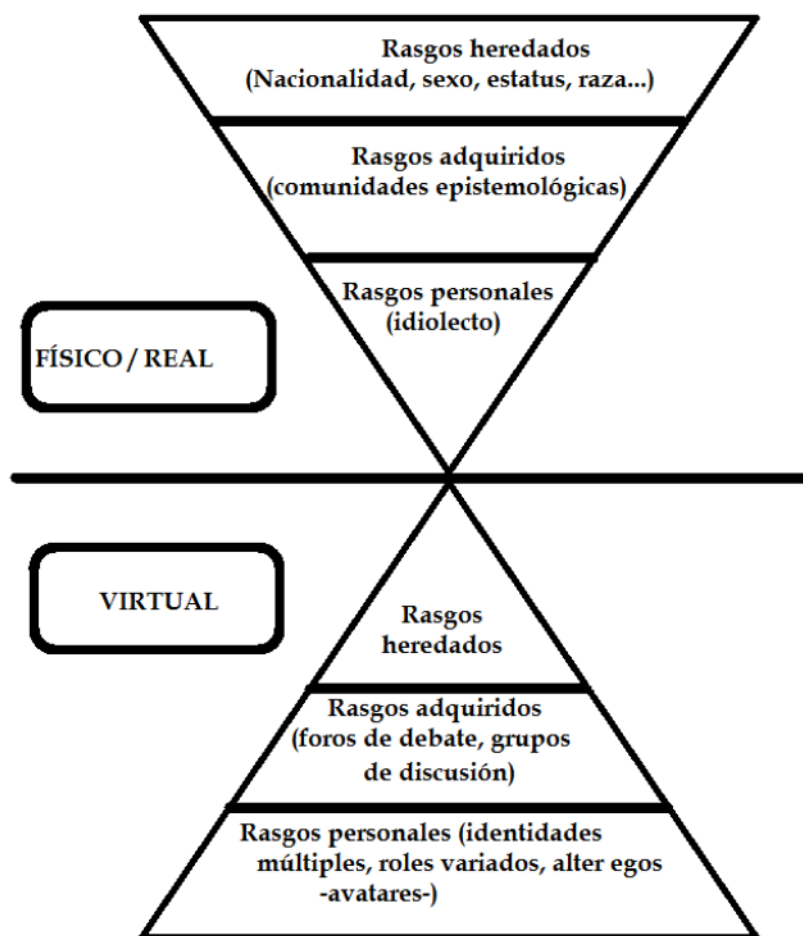 Rasgos heredados
(Nacionalidad, sexo, estatus, raza...)
Rasgos adquiridos
(comunidades epistemológicas)
Rasgos personales
(idiolecto)
FÍSICO / REAL
VIRTUAL
Rasgos
heredados
Rasgos adquiridos
(foros de debate, grupos
de discusión)
Rasgos personales (identidades
múltiples, roles variados, alter egos
-avatares-)